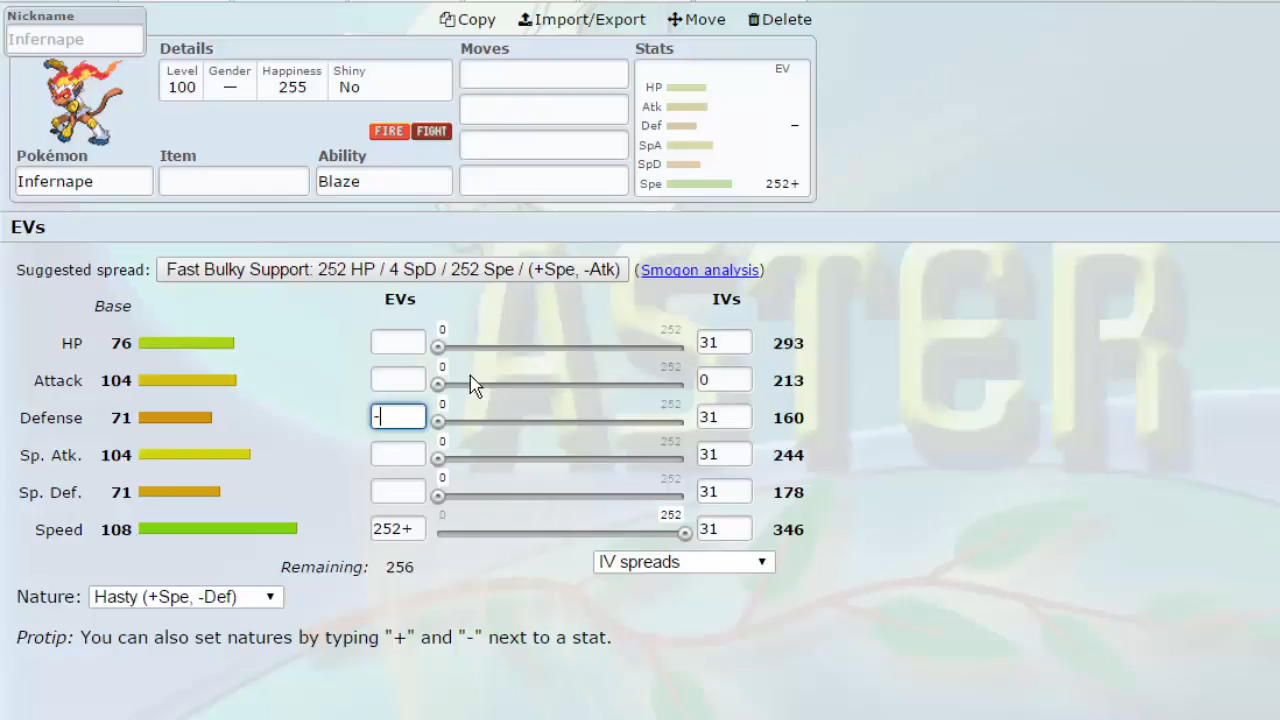 Nickname
Infernape
Copy Import/Export Move Delete
Details
Moves
Stats
Level Gender Happiness Shiny
100 — 255 No
EV
HP
Atk
Def –
SpA
SpD
Spe 252+
FIRE FIGHT
Pokémon Item Ability
Infernape Blaze
EVs
Suggested spread: Fast Bulky Support: 252 HP / 4 SpD / 252 Spe / (+Spe, -Atk) (Smogon analysis)
Base EVs IVs
HP 76 0 252 31 293
Attack 104 0 252 0 213
Defense 71 - 0 252 31 160
Sp. Atk. 104 0 252 31 244
Sp. Def. 71 0 252 31 178
Speed 108 252+ 0 252 31 346
Remaining: 256 IV spreads
Nature: Hasty (+Spe, -Def)
Protip: You can also set natures by typing "+" and "-" next to a stat.
ASTER